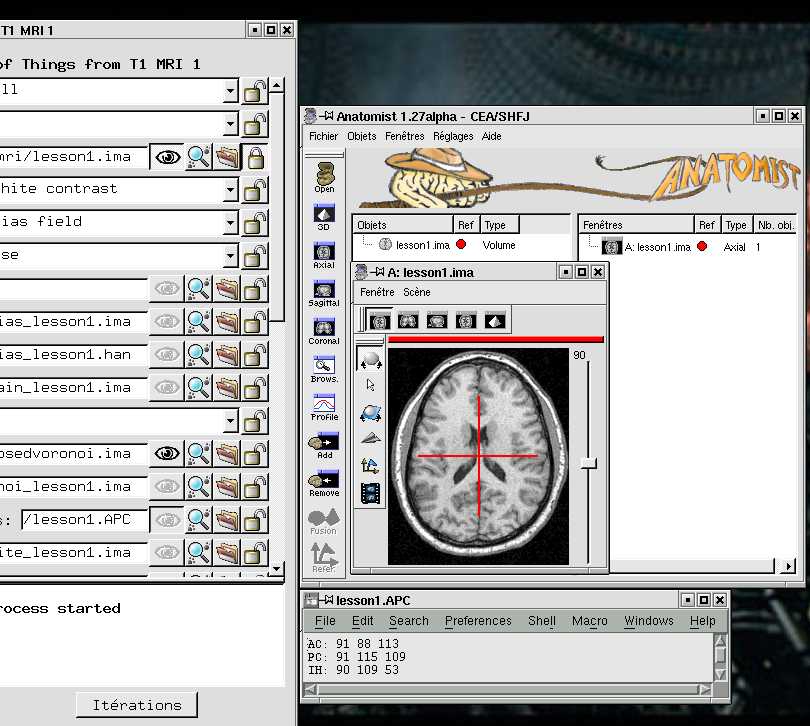 T1 MRI 1
of Things from T1 MRI 1
ll
mri/lesson1.ima
hite contrast
ias field
se
ias_lesson1.ima
ias_lesson1.han
ain_lesson1.ima
osedvoronoi.ima
noi_lesson1.ima
s: /lesson1.APC
ite_lesson1.ima
rocess started
Itérations
Anatomist 1.27alpha - CEA/SHFJ
Fichier Objets Fenêtres Réglages Aide
ANATOMIST
Open
3D
Axial
Sagittal
Coronal
Brows.
Profile
Add
Remove
Fusion
Refer.
Objets Ref Type
lesson1.ima Volume
Fenêtres Ref Type Nb. obj.
A: lesson1.ima Axial 1
A: lesson1.ima
Fenêtre Scène
90
lesson1.APC
File Edit Search Preferences Shell Macro Windows Help
AC: 91 88 113
PC: 91 115 109
IH: 90 109 53